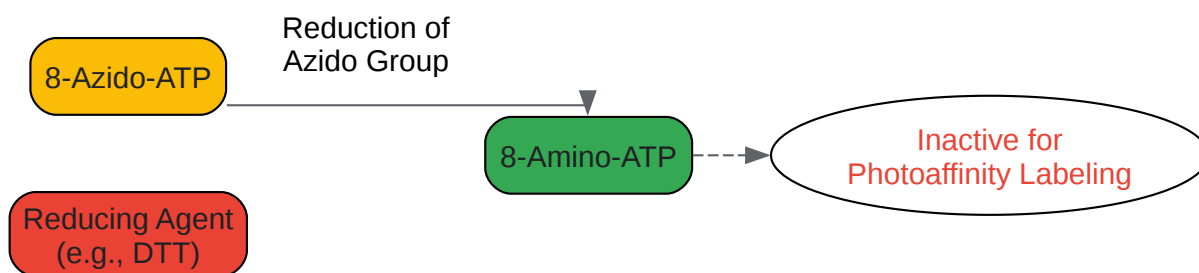 Reduction of
Azido Group
8-Azido-ATP
8-Amino-ATP
Inactive for
Photoaffinity Labeling
Reducing Agent
(e.g., DTT)